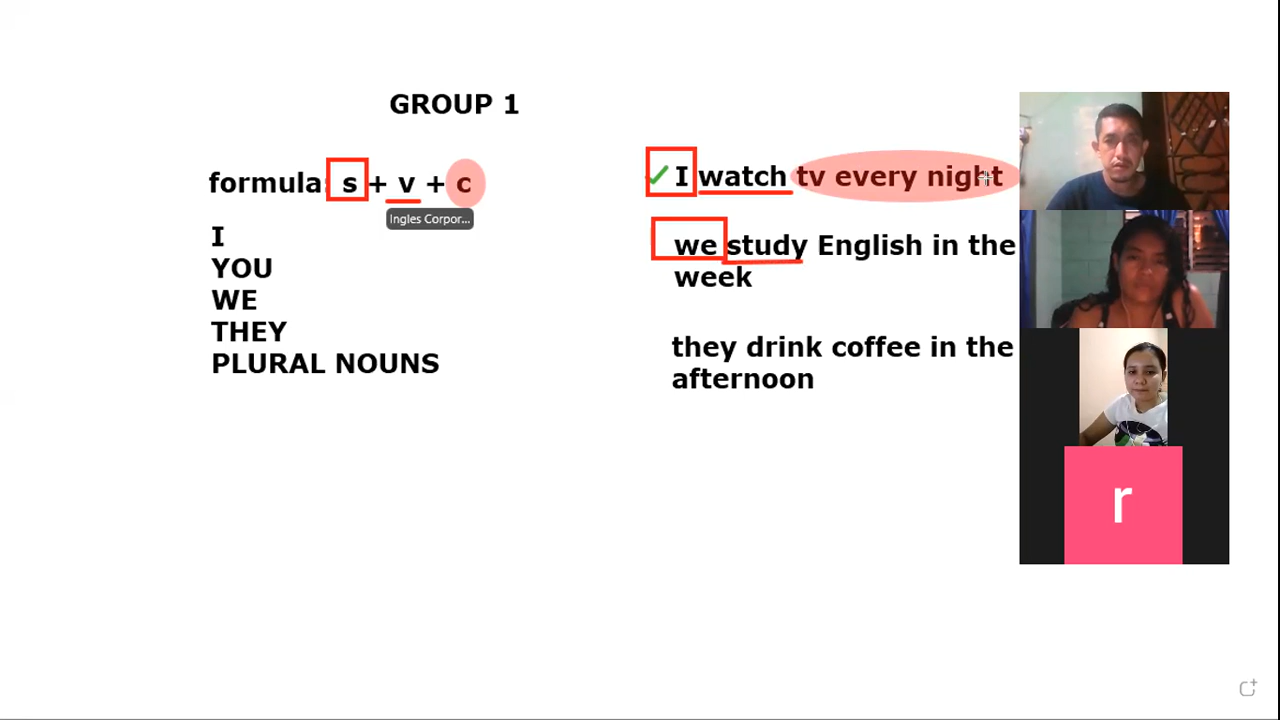 GROUP 1
formula: s + v + c
Ingles Corpor...
I
YOU
WE
THEY
PLURAL NOUNS
I watch tv every night
we study English in the
week
they drink coffee in the
afternoon
r